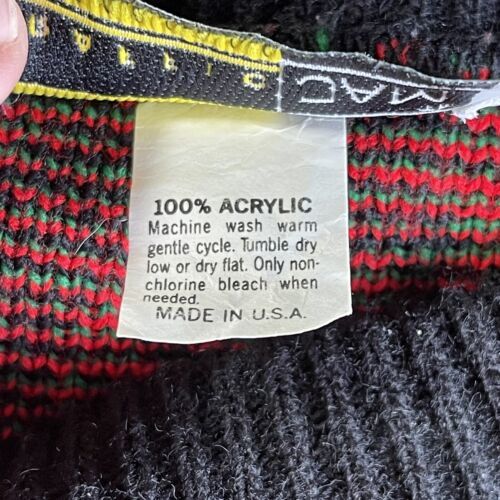 MAC
100% ACRYLIC
Machine wash warm
gentle cycle. Tumble dry
low or dry flat. Only non-
chlorine bleach when
needed.
MADE IN U.S.A.